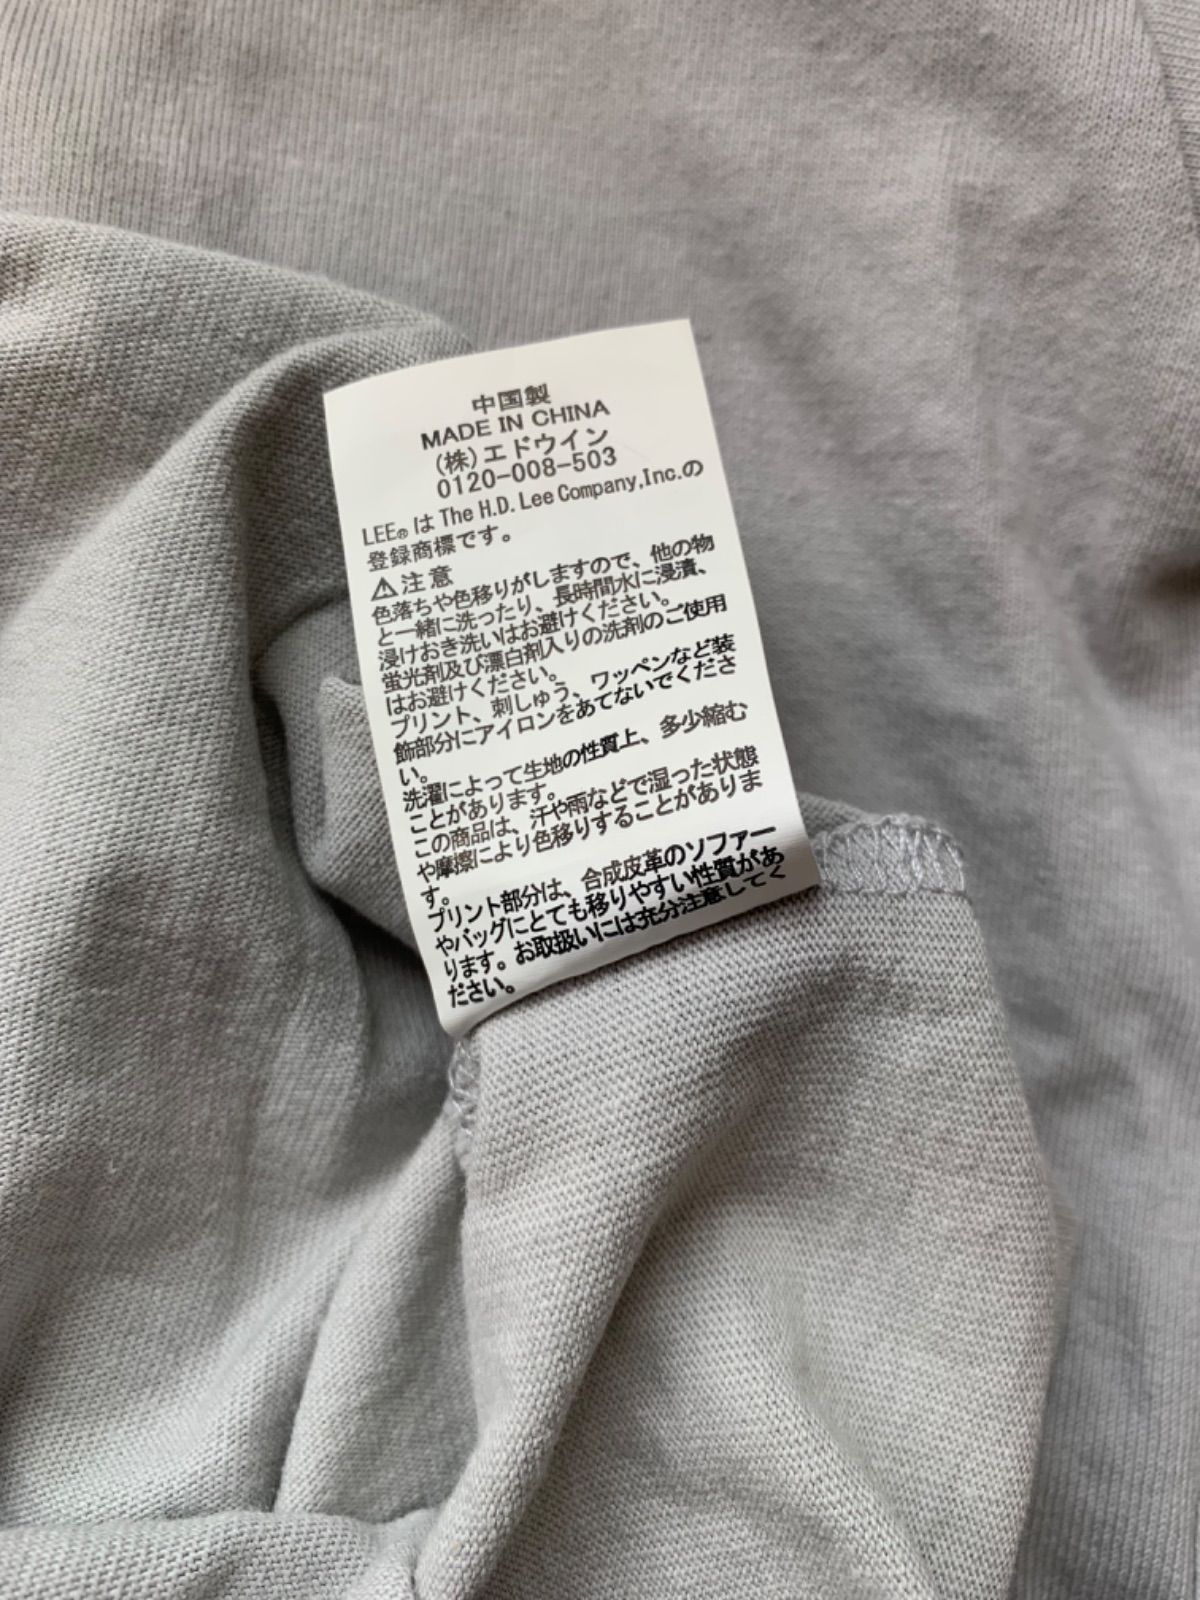 中国製
MADE IN CHINA
(株)エドウイン
0120-008-503
LEE® は The H.D. Lee Company,Inc.の
登録商標です。
⚠注意
色落ちや色移りがしますので、他の物
と一緒に洗ったり、長時間水に浸漬、
浸けおき洗いはお避けください。
蛍光剤及び漂白剤入りの洗剤のご使用
はお避けください。
プリント、刺しゅう、ワッペンなど装
飾部分にアイロンをあてないでくださ
い。
洗濯によって生地の性質上、多少縮む
ことがあります。
この商品は、汗や雨などで湿った状態
や摩擦により色移りすることがありま
す。
プリント部分は、合成皮革のソファー
やバッグにとても移りやすい性質があ
ります。お取扱いには充分注意してく
ださい。